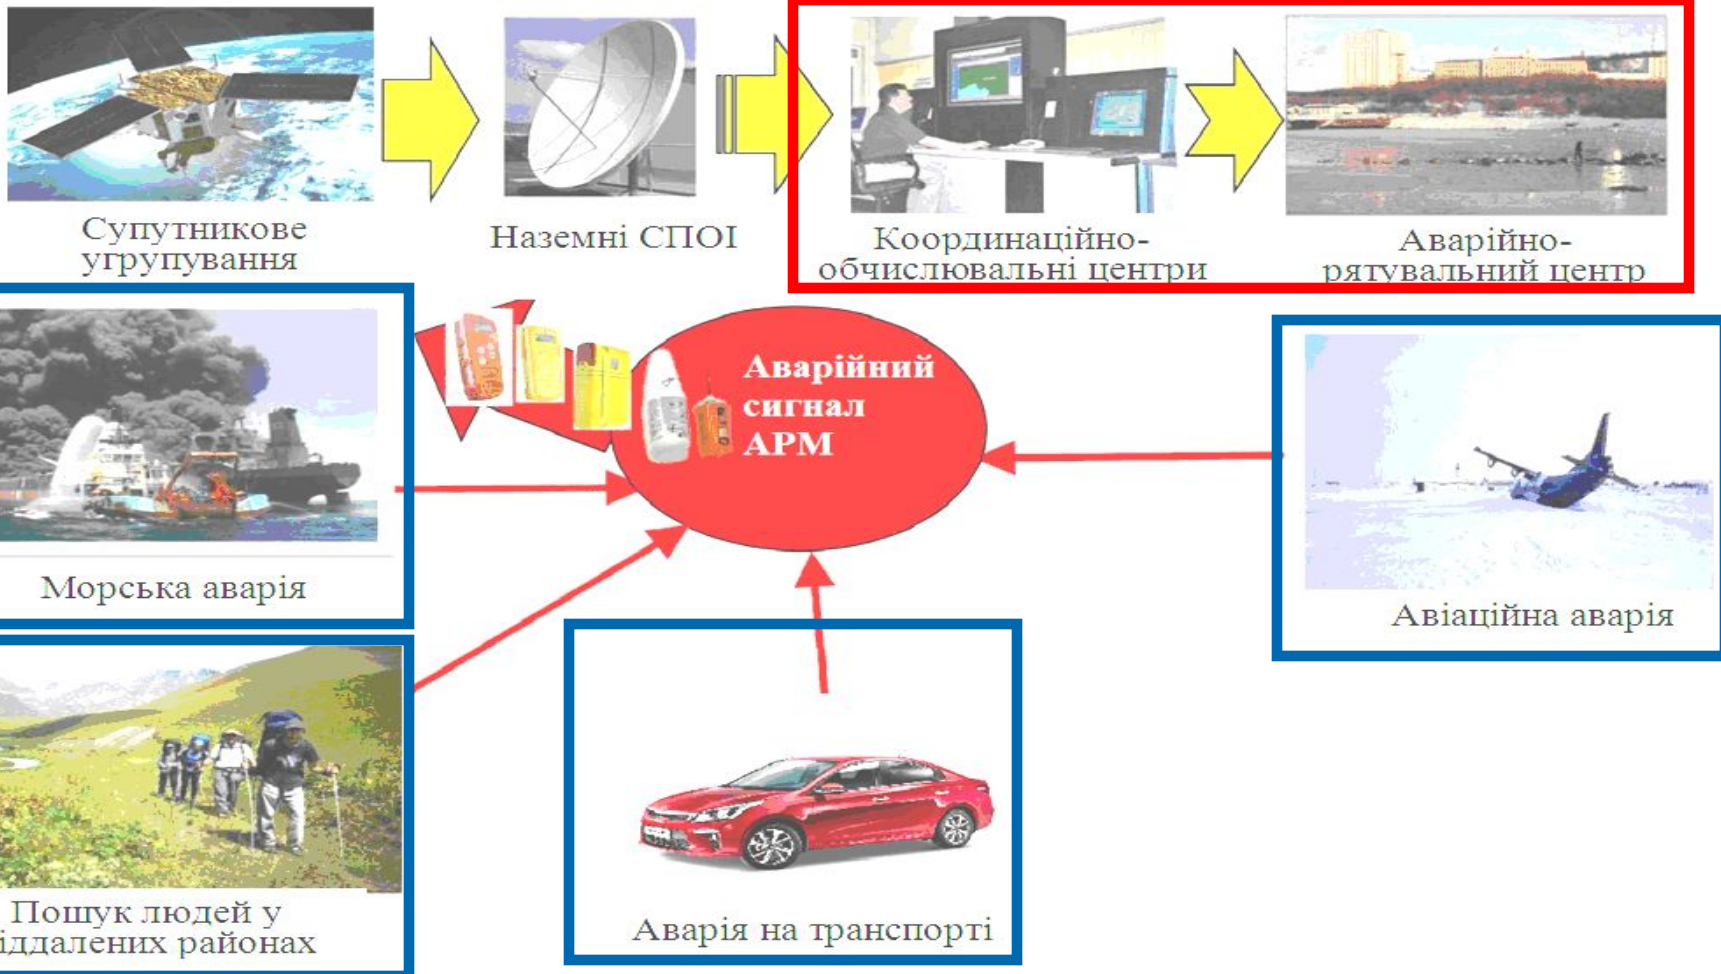 Супутникове
угрупування
Наземні СПОІ
Координаційно-
обчислювальні центри
Аварійно-
рятувальний центр
Аварійний
сигнал
АРМ
Морська аварія
Авіаційна аварія
Пошук людей у
іддалених районах
Аварія на транспорті